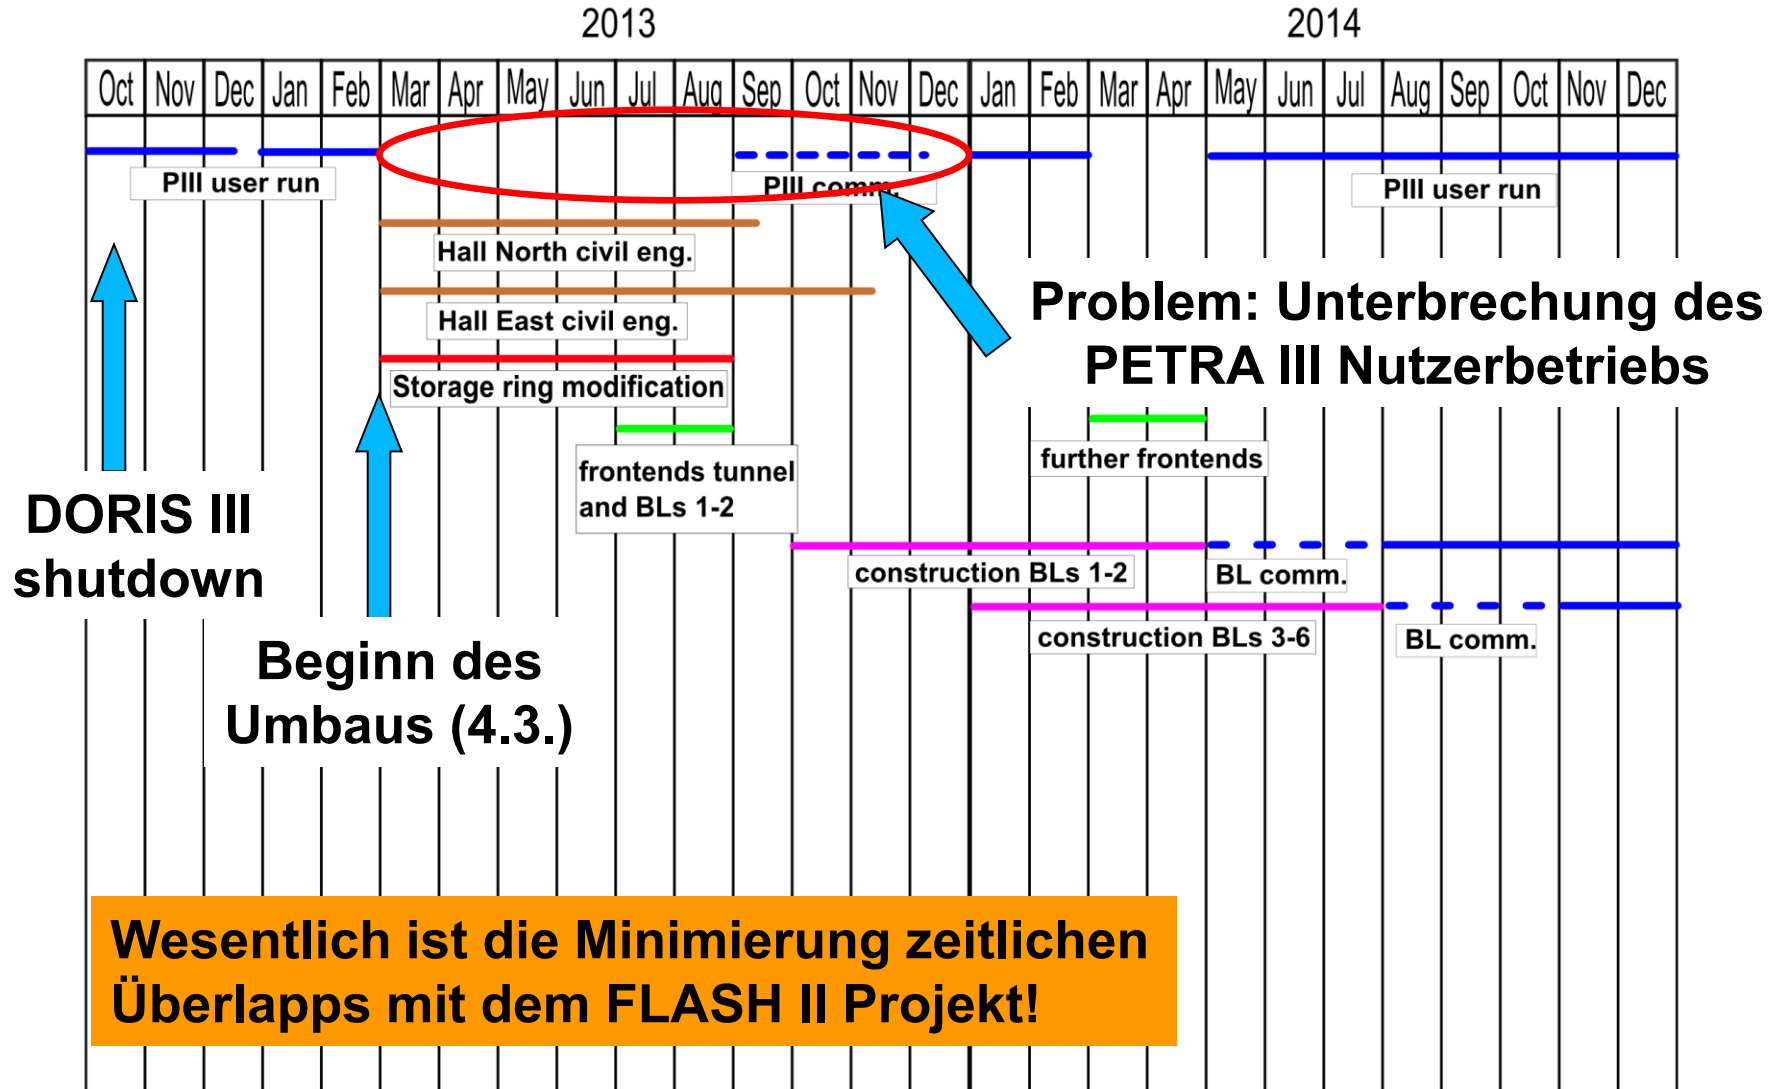 2013 2014
Oct Nov Dec Jan Feb Mar Apr May Jun Jul Aug Sep Oct Nov Dec Jan Feb Mar Apr May Jun Jul Aug Sep Oct Nov Dec
PIII user run
PIII comm.
PIII user run
Hall North civil eng.
Hall East civil eng.
Problem: Unterbrechung des
PETRA III Nutzerbetriebs
Storage ring modification
frontends tunnel
and BLs 1-2
further frontends
DORIS III
shutdown
construction BLs 1-2
BL comm.
construction BLs 3-6
BL comm.
Beginn des
Umbaus (4.3.)
Wesentlich ist die Minimierung zeitlichen
Überlapps mit dem FLASH II Projekt!